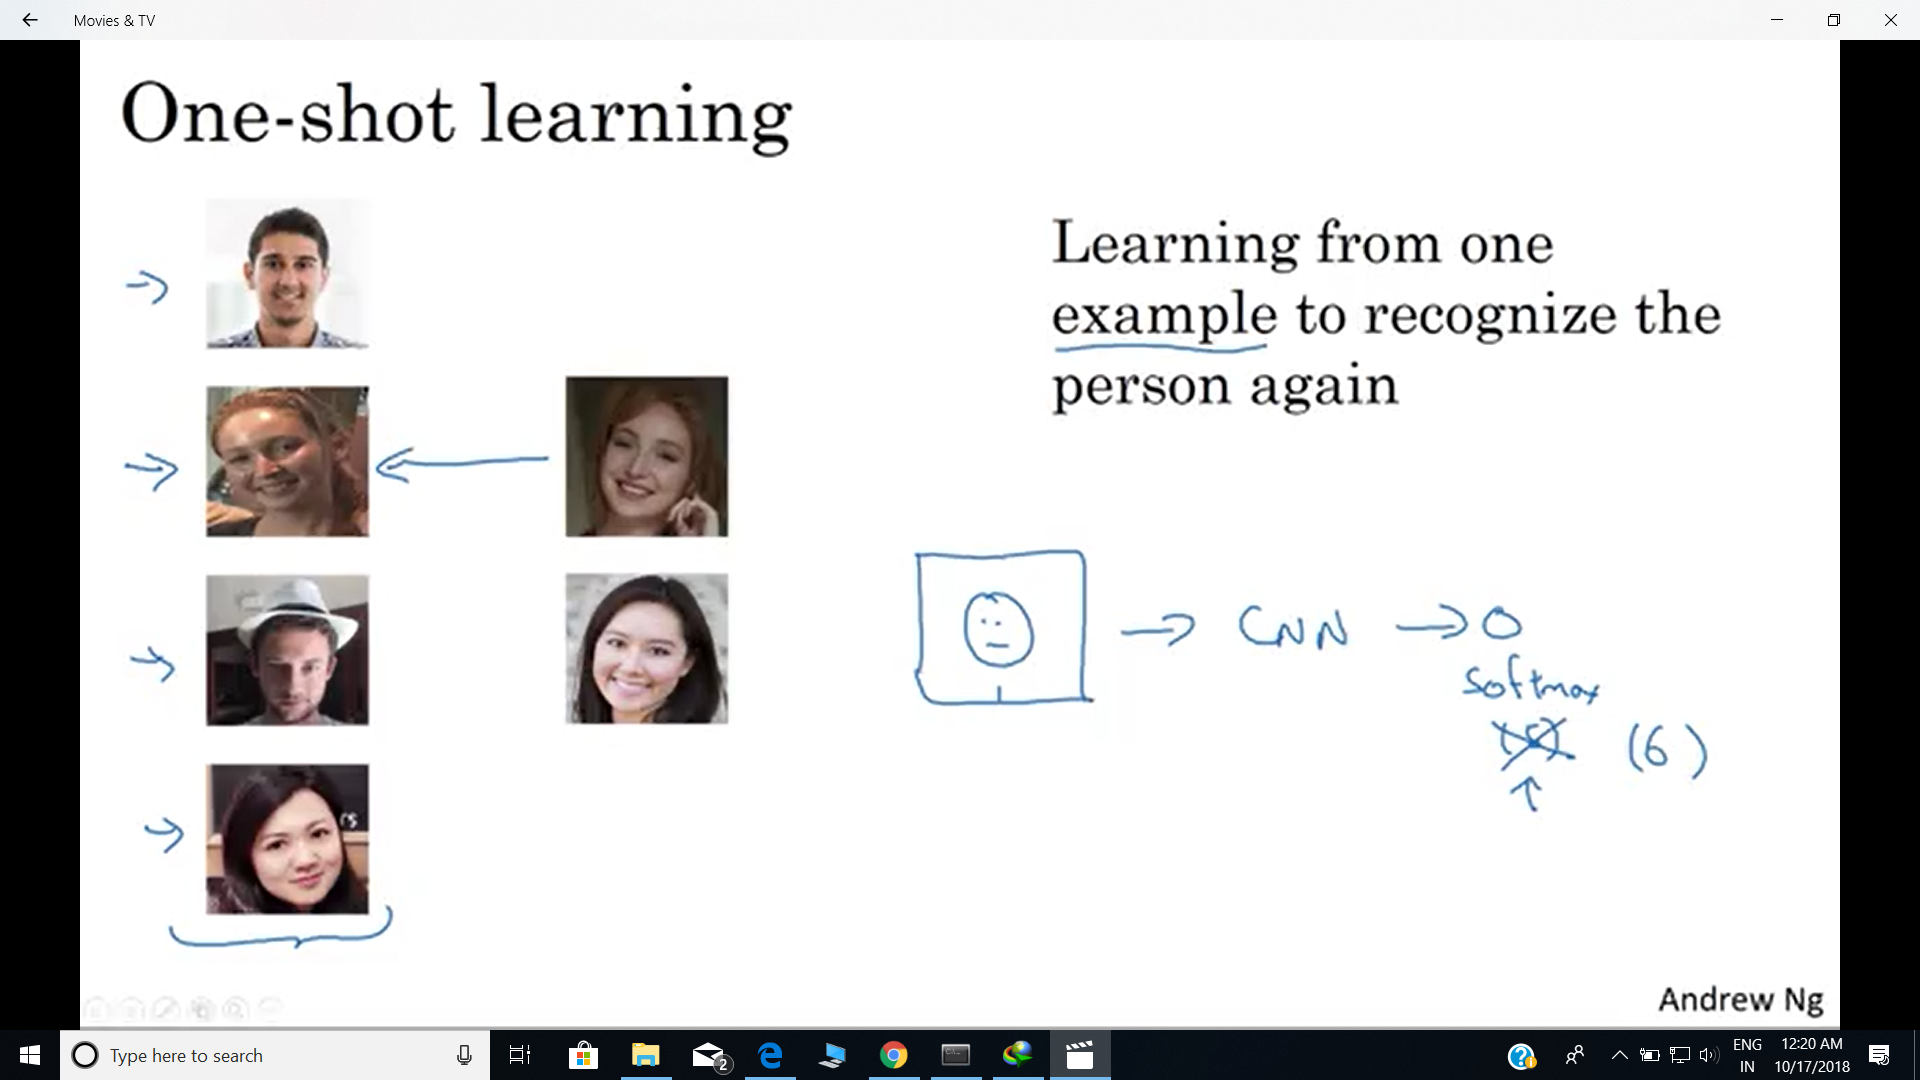 Movies & TV
One-shot learning
Learning from one
example to recognize the
person again
CNN
softmax
(6)
Andrew Ng
Type here to search
2
ENG
IN
12:20 AM
10/17/2018